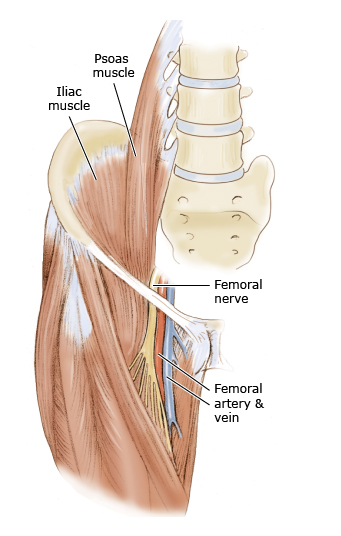 Psoas
muscle
Iliac
muscle
Femoral
nerve
Femoral
artery &
vein